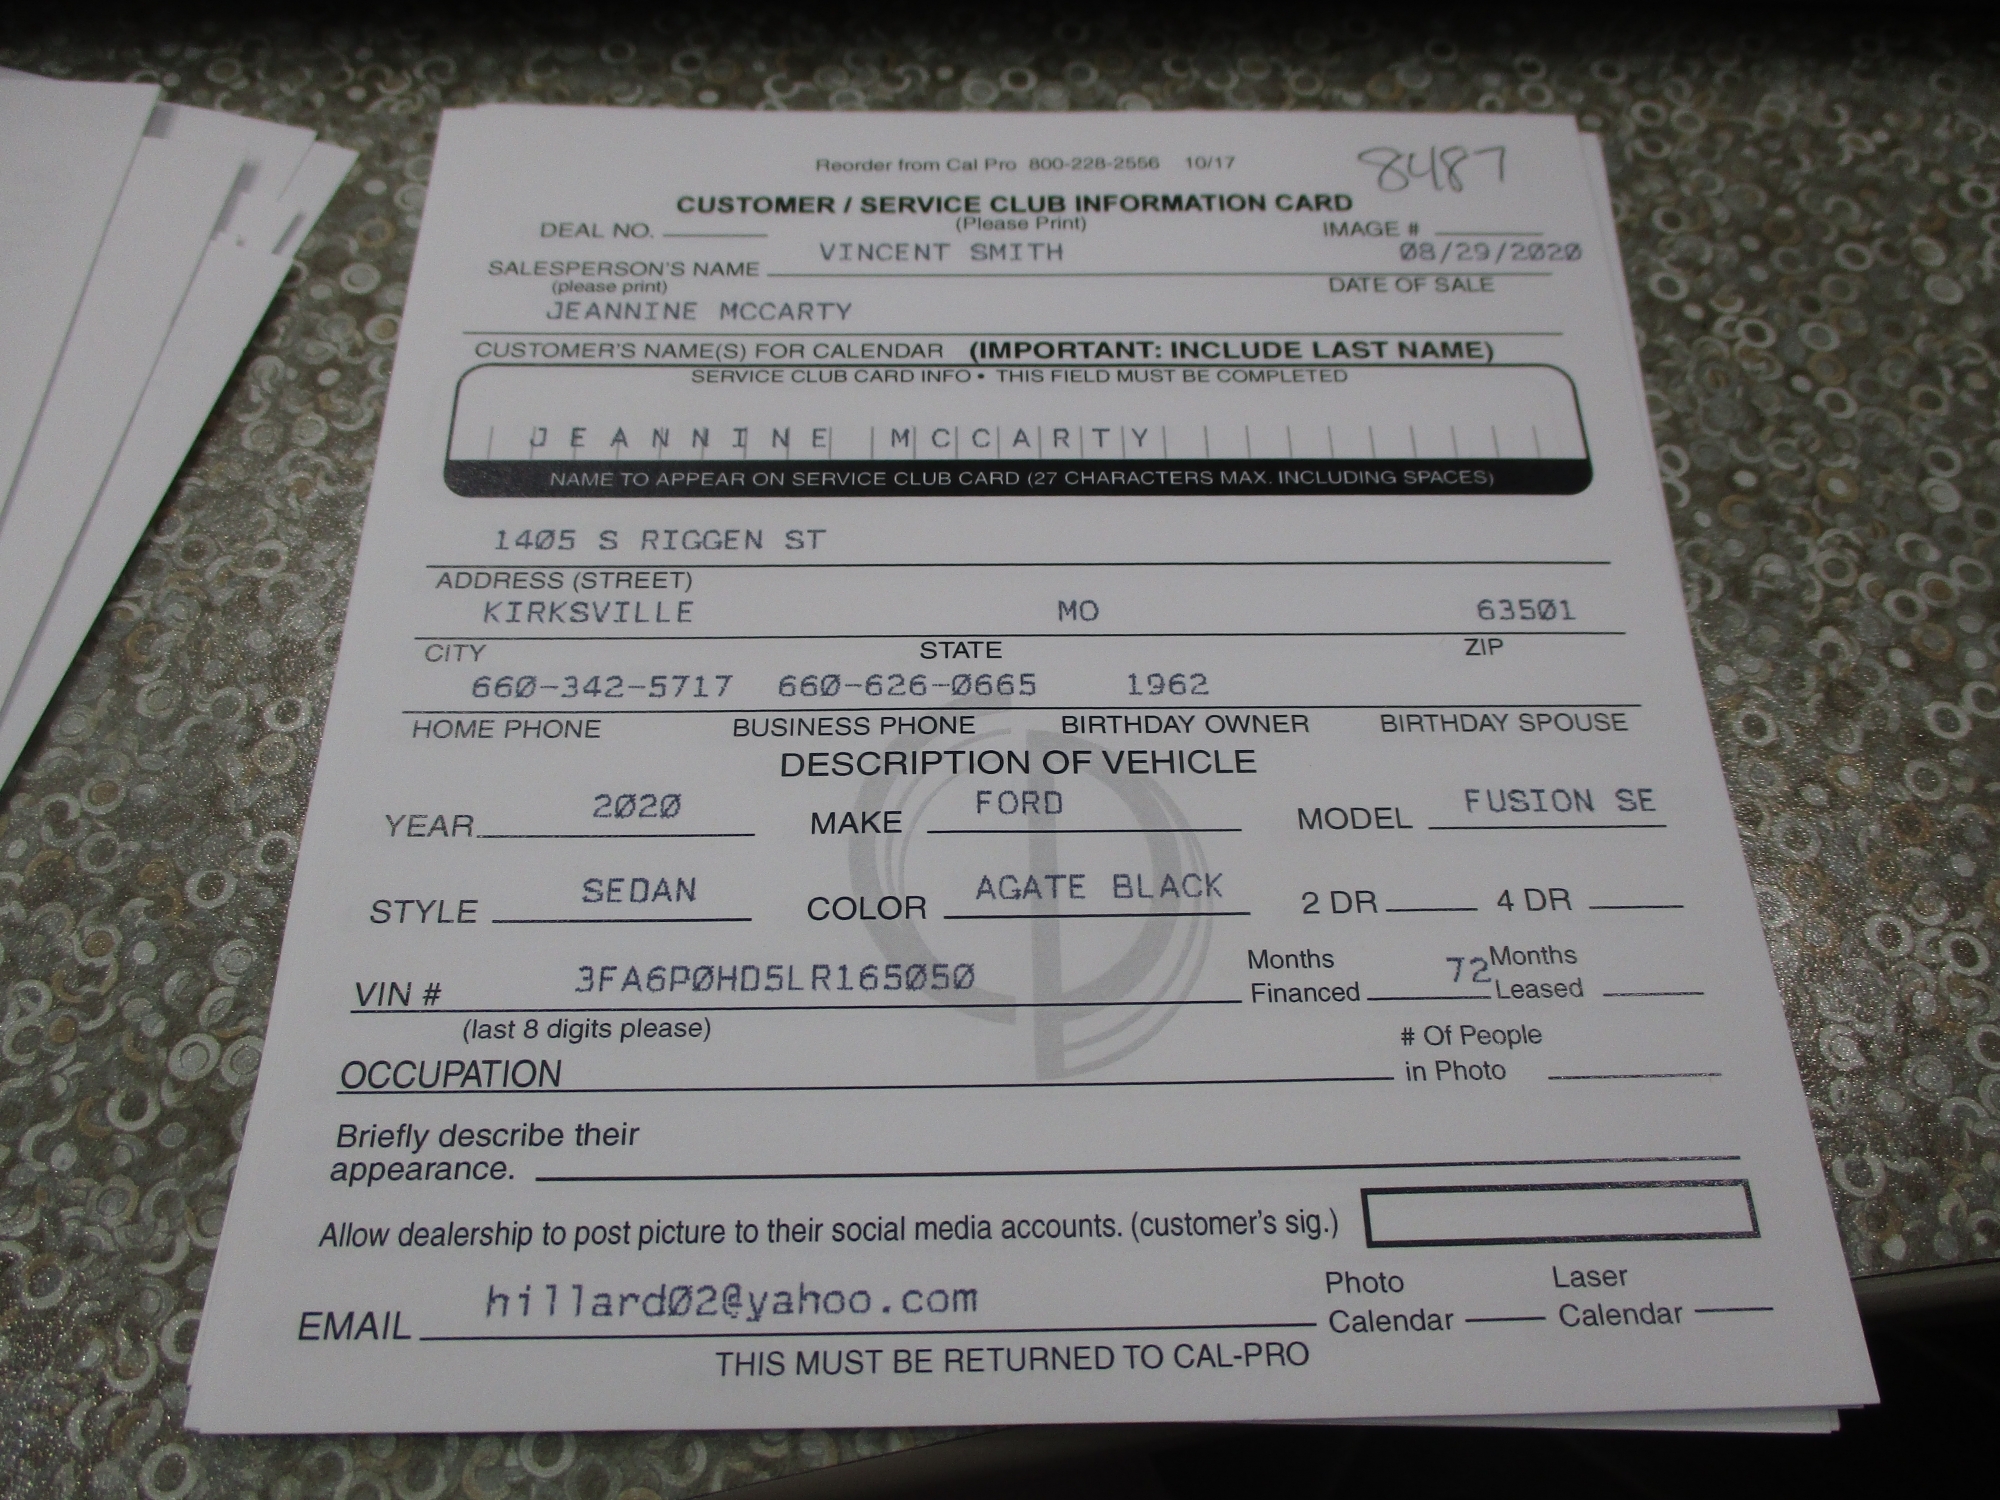 Reorder from Cal Pro 800-228-2556 10/17
8487
CUSTOMER / SERVICE CLUB INFORMATION CARD
(Please Print)
DEAL NO. IMAGE #
VINCENT SMITH 08/29/2020
SALESPERSON'S NAME DATE OF SALE
(please print)
JEANNINE MCCARTY
CUSTOMER'S NAME(S) FOR CALENDAR (IMPORTANT: INCLUDE LAST NAME)
SERVICE CLUB CARD INFO • THIS FIELD MUST BE COMPLETED
JEANNINE MCCARTY
NAME TO APPEAR ON SERVICE CLUB CARD (27 CHARACTERS MAX. INCLUDING SPACES)
1405 S RIGGEN ST
ADDRESS (STREET)
KIRKSVILLE MO 63501
CITY STATE ZIP
660-342-5717 660-626-0665 1962
HOME PHONE BUSINESS PHONE BIRTHDAY OWNER BIRTHDAY SPOUSE
DESCRIPTION OF VEHICLE
YEAR 2020 MAKE FORD MODEL FUSION SE
STYLE SEDAN COLOR AGATE BLACK 2 DR 4 DR
VIN # 3FA6P0HD5LR165050 Months Financed 72 Months Leased
(last 8 digits please)
OCCUPATION # Of People in Photo
Briefly describe their
appearance.
Allow dealership to post picture to their social media accounts. (customer's sig.)
EMAIL hillard02@yahoo.com Photo Calendar Laser Calendar
THIS MUST BE RETURNED TO CAL-PRO